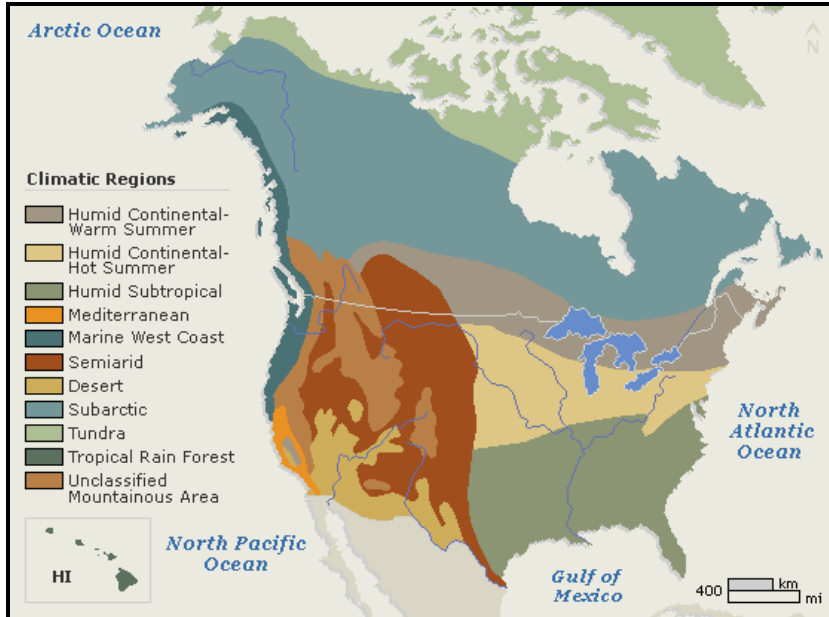 Arctic Ocean
N
Climatic Regions
Humid Continental-
Warm Summer
Humid Continental-
Hot Summer
Humid Subtropical
Mediterranean
Marine West Coast
Semiarid
Desert
Subarctic
Tundra
Tropical Rain Forest
Unclassified
Mountainous Area
HI
North Pacific
Ocean
North
Atlantic
Ocean
Gulf of
Mexico
400
km
mi